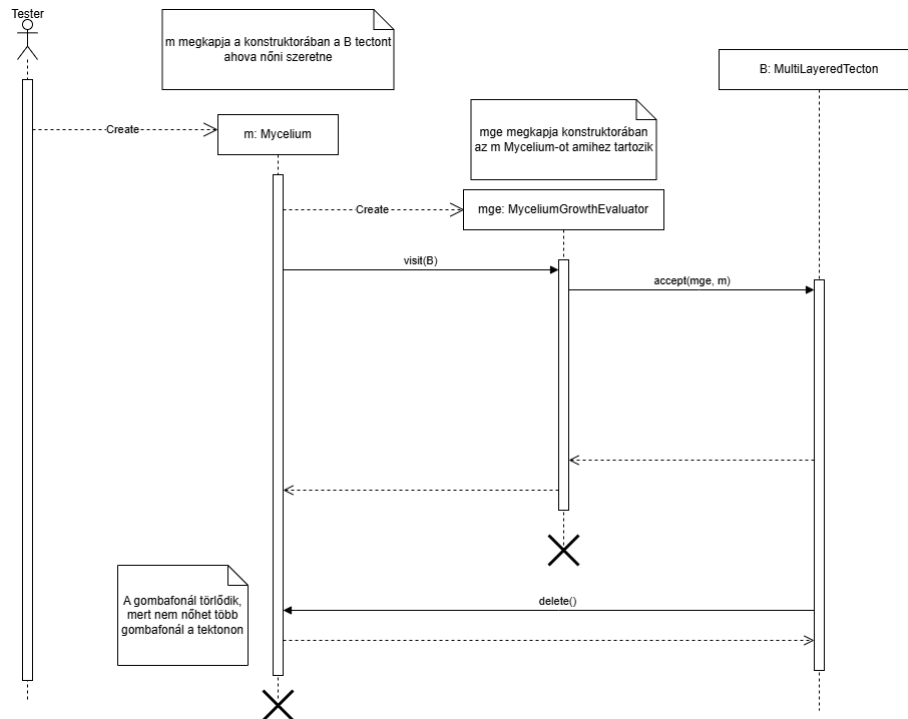 Tester
m megkapja a konstruktorában a B tectont
ahova nőni szeretne
B: MultiLayeredTecton
Create
m: Mycelium
mge megkapja konstruktorában
az m Mycelium-ot amihez tartozik
Create
mge: MyceliumGrowthEvaluator
visit(B)
accept(mge, m)
A gombafonál törlődik,
mert nem nőhet több
gombafonál a tektonon
delete()